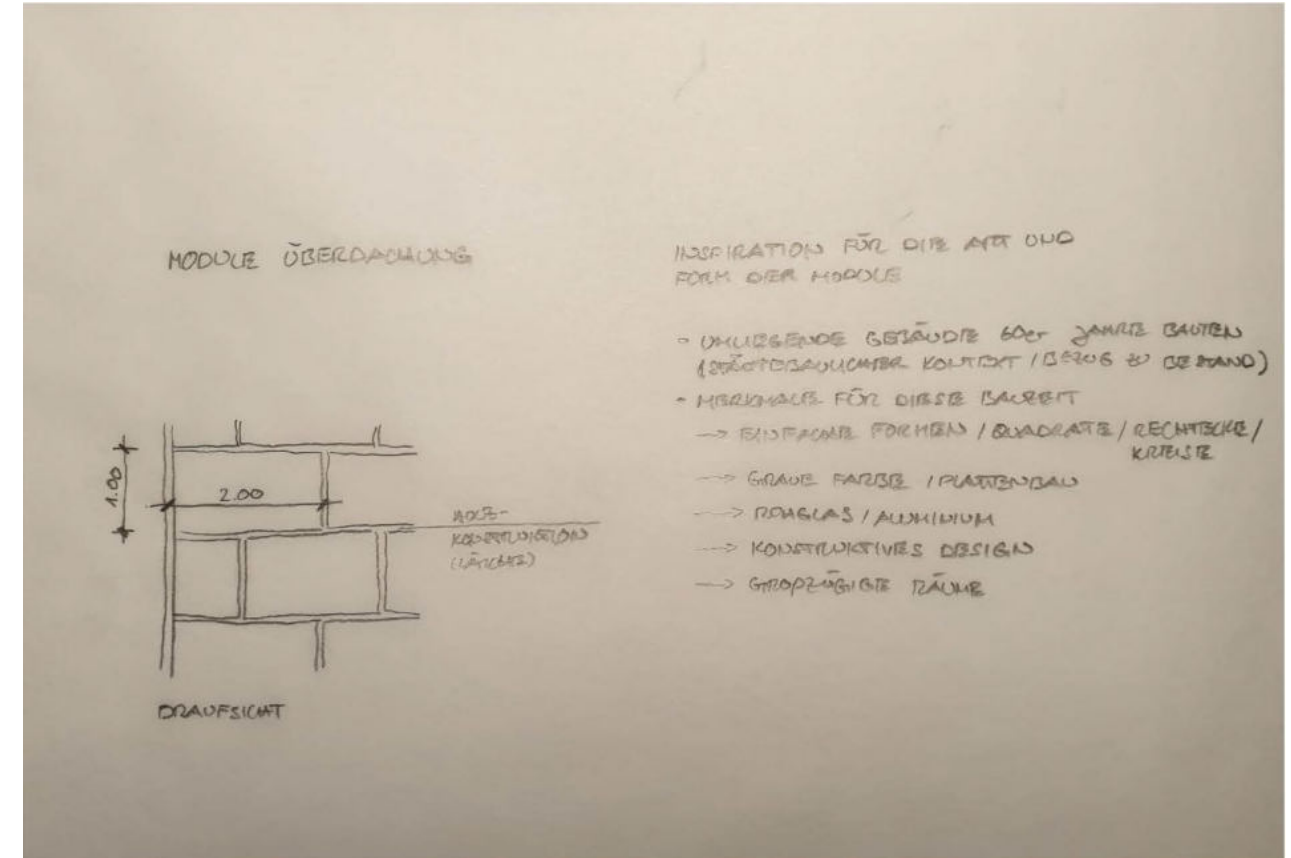 MODULE ÜBERDACHUNG
1.00
2.00
HOLZ-
KONSTRUKTION
(LÄRCHE)
DRAUFSICHT
INSPIRATION FÜR DIE ART UND
FORM DER MODULE
- UMLIEGENDE GEBÄUDE 60er JAHRE BAUTEN
(STÄDTEBAULICHER KONTEXT / BEZUG ZU BESTAND)
- MERKMALE FÜR DIESE BAUZEIT
→ EINFACHE FORMEN / QUADRATE / RECHTECKE /
KREISE
→ GRAUE FARBE / PLATTENBAU
→ ROHGLAS / ALUMINIUM
→ KONSTRUKTIVES DESIGN
→ GROßZÜGIGE RÄUME